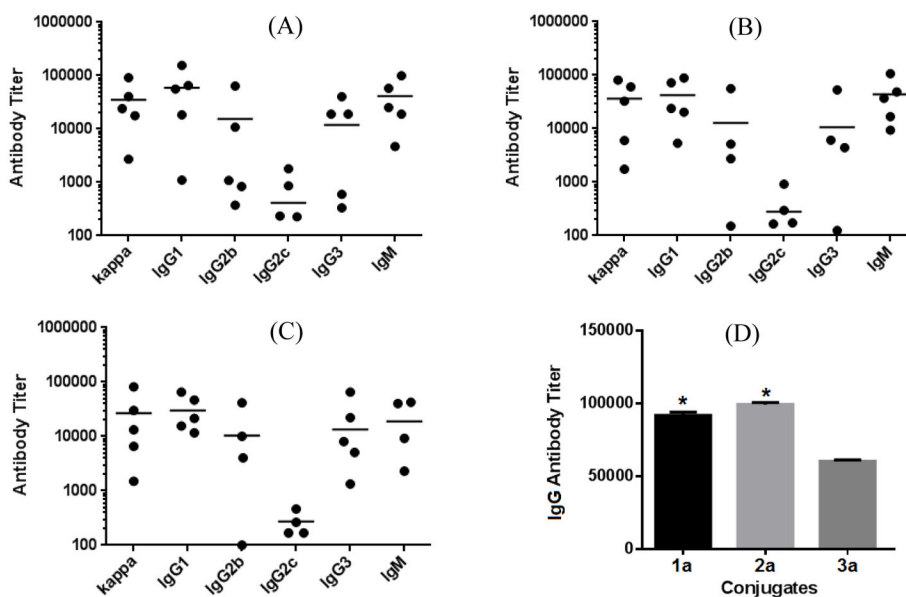 (A)
Antibody Titer
1000000
100000
10000
1000
100
kappa
IgG1
IgG2b
IgG2c
IgG3
IgM
(B)
Antibody Titer
1000000
100000
10000
1000
100
kappa
IgG1
IgG2b
IgG2c
IgG3
IgM
(C)
Antibody Titer
1000000
100000
10000
1000
100
kappa
IgG1
IgG2b
IgG2c
IgG3
IgM
(D)
IgG Antibody Titer
150000
100000
50000
0
* *
1a 2a 3a
Conjugates